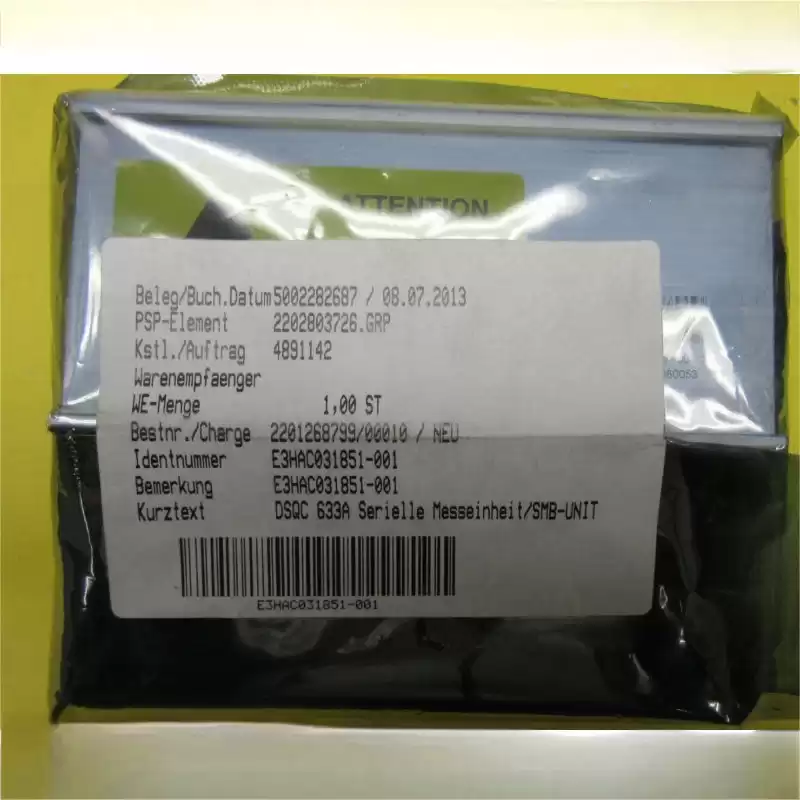 ATTENTION
Beleg/Buch.Datum 5002282687 / 08.07.2013
PSP-Element 2202803726.GRP
Kstl./Auftrag 4891142
Warenempfaenger
WE-Menge 1,00 ST
Bestnr./Charge 2201268799/00010 / NEU
Identnummer E3HAC031851-001
Bemerkung E3HAC031851-001
Kurztext DSQC 633A Serielle Messeinheit/SMB-UNIT
E3HAC031851-001